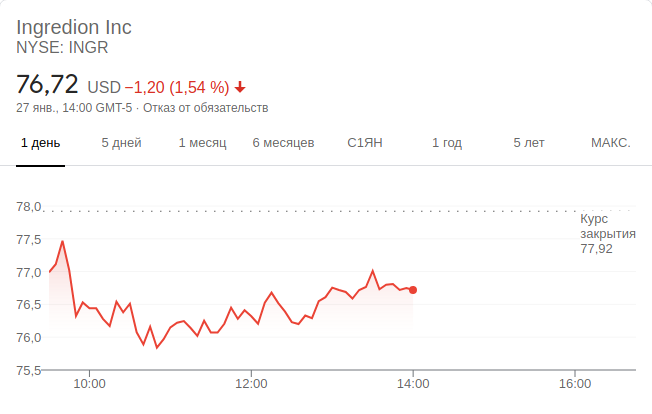 Ingredion Inc
NYSE: INGR
76,72 USD −1,20 (1,54 %)
27 янв., 14:00 GMT-5 · Отказ от обязательств
1 день 5 дней 1 месяц 6 месяцев С1ЯН 1 год 5 лет МАКС.
78,0
Курс
закрытия
77,92
77,5
77,0
76,5
76,0
75,5
10:00 12:00 14:00 16:00